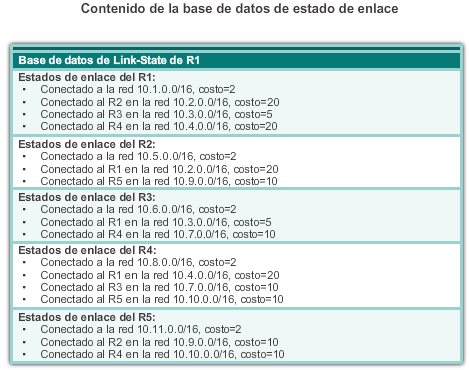 Contenido de la base de datos de estado de enlace
Base de datos de Link-State de R1
Estados de enlace del R1:
• Conectado a la red 10.1.0.0/16, costo=2
• Conectado al R2 en la red 10.2.0.0/16, costo=20
• Conectado al R3 en la red 10.3.0.0/16, costo=5
• Conectado al R4 en la red 10.4.0.0/16, costo=20
Estados de enlace del R2:
• Conectado a la red 10.5.0.0/16, costo=2
• Conectado al R1 en la red 10.2.0.0/16, costo=20
• Conectado al R5 en la red 10.9.0.0/16, costo=10
Estados de enlace del R3:
• Conectado a la red 10.6.0.0/16, costo=2
• Conectado al R1 en la red 10.3.0.0/16, costo=5
• Conectado al R4 en la red 10.7.0.0/16, costo=10
Estados de enlace del R4:
• Conectado a la red 10.8.0.0/16, costo=2
• Conectado al R1 en la red 10.4.0.0/16, costo=20
• Conectado al R3 en la red 10.7.0.0/16, costo=10
• Conectado al R5 en la red 10.10.0.0/16, costo=10
Estados de enlace del R5:
• Conectado a la red 10.11.0.0/16, costo=2
• Conectado al R2 en la red 10.9.0.0/16, costo=10
• Conectado al R4 en la red 10.10.0.0/16, costo=10